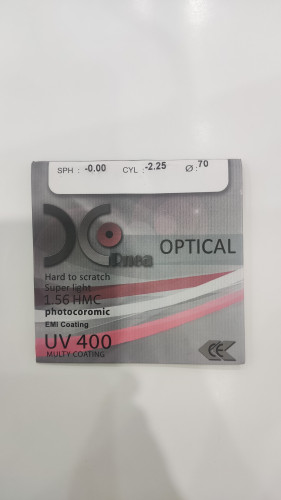 SPH : -0.00 CYL : -2.25 Ø : 70
OPTICAL
Hard to scratch
Super light
1.56 HMC
photocoromic
EMI Coating
UV 400
MULTY COATING
CE